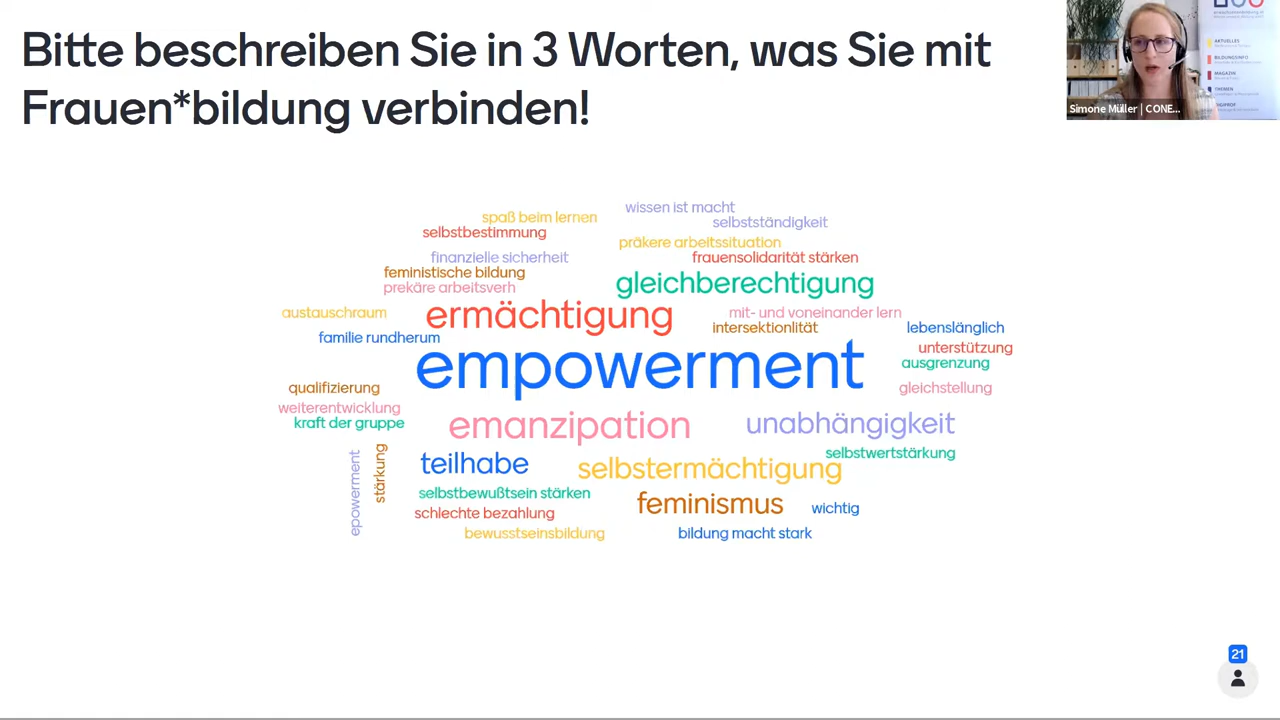 Bitte beschreiben Sie in 3 Worten, was Sie mit
Frauen*bildung verbinden!
Simone Müller | CONE...
AKTUELLES
MAGAZIN
THEMEN
wissen ist macht
spaß beim lernen
selbstständigkeit
selbstbestimmung
präkere arbeitssituation
finanzielle sicherheit
frauensolidarität stärken
feministische bildung
gleichberechtigung
prekäre arbeitsverh
austauschraum
ermächtigung
mit- und voneinander lern
intersektionlität
lebenslänglich
familie rundherum
unterstützung
empowerment
ausgrenzung
qualifizierung
gleichstellung
weiterentwicklung
kraft der gruppe
emanzipation
unabhängigkeit
selbstwertstärkung
epowerment
stärkung
teilhabe
selbstermächtigung
selbstbewußtsein stärken
feminismus
wichtig
schlechte bezahlung
bewusstseinsbildung
bildung macht stark
21